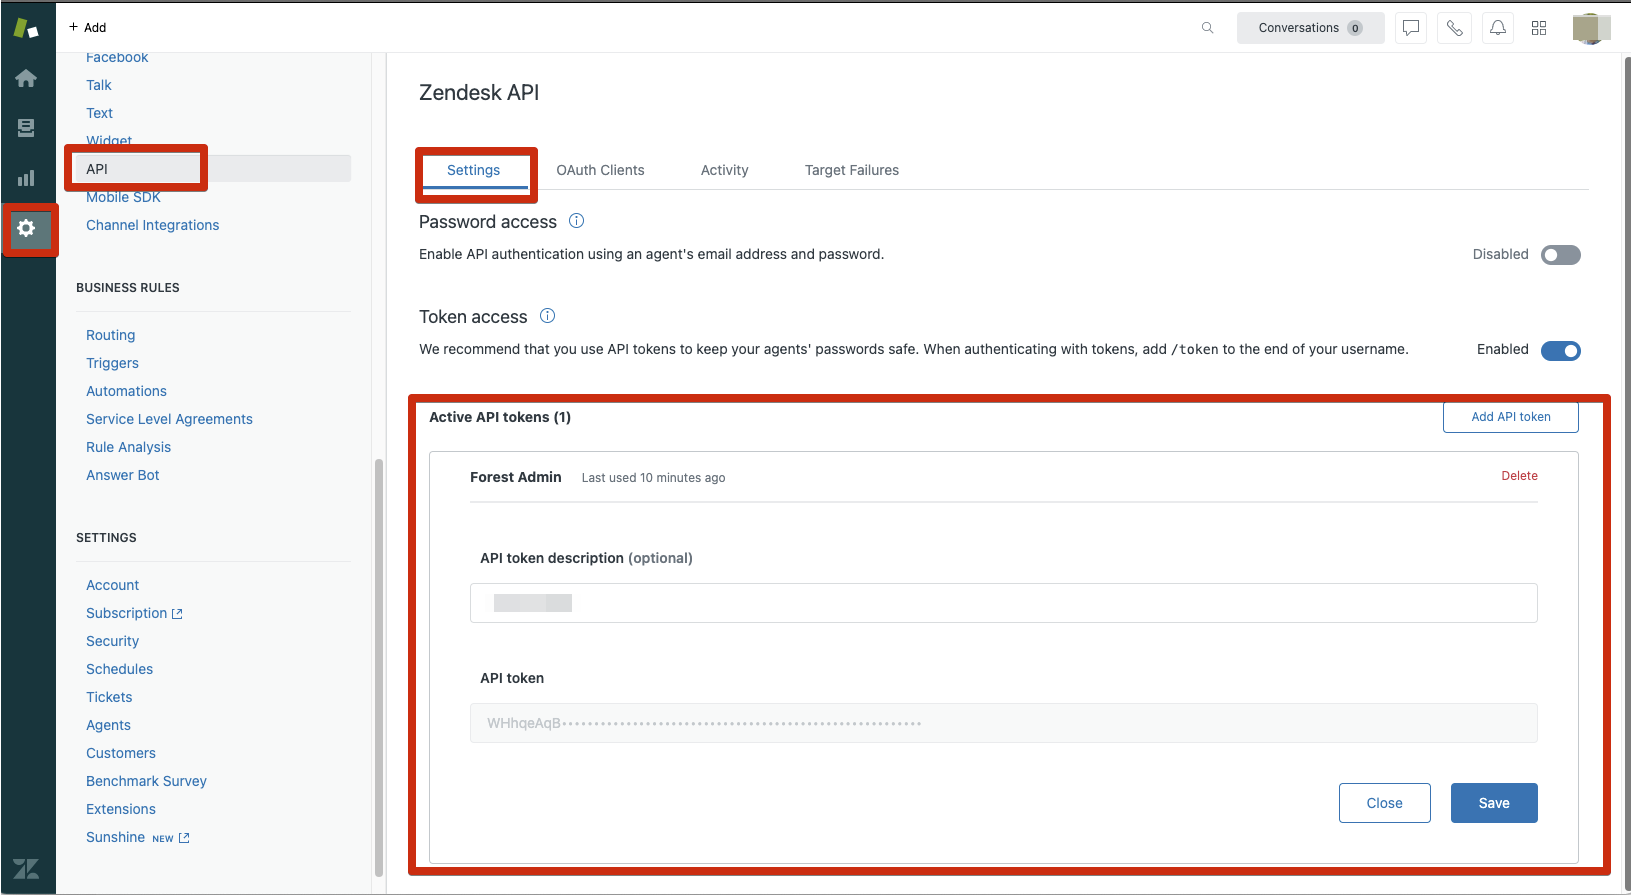 + Add
Conversations 0
Facebook
Talk
Text
Widget
API
Mobile SDK
Channel Integrations
BUSINESS RULES
Routing
Triggers
Automations
Service Level Agreements
Rule Analysis
Answer Bot
SETTINGS
Account
Subscription
Security
Schedules
Tickets
Agents
Customers
Benchmark Survey
Extensions
Sunshine NEW
Zendesk API
Settings OAuth Clients Activity Target Failures
Password access
Enable API authentication using an agent's email address and password.
Disabled
Token access
We recommend that you use API tokens to keep your agents' passwords safe. When authenticating with tokens, add /token to the end of your username.
Enabled
Active API tokens (1)
Add API token
Forest Admin Last used 10 minutes ago
Delete
API token description (optional)
API token
WHhqeAqB••••••••••••••••••••••••••••••••••••••••••••••••••••••••
Close
Save